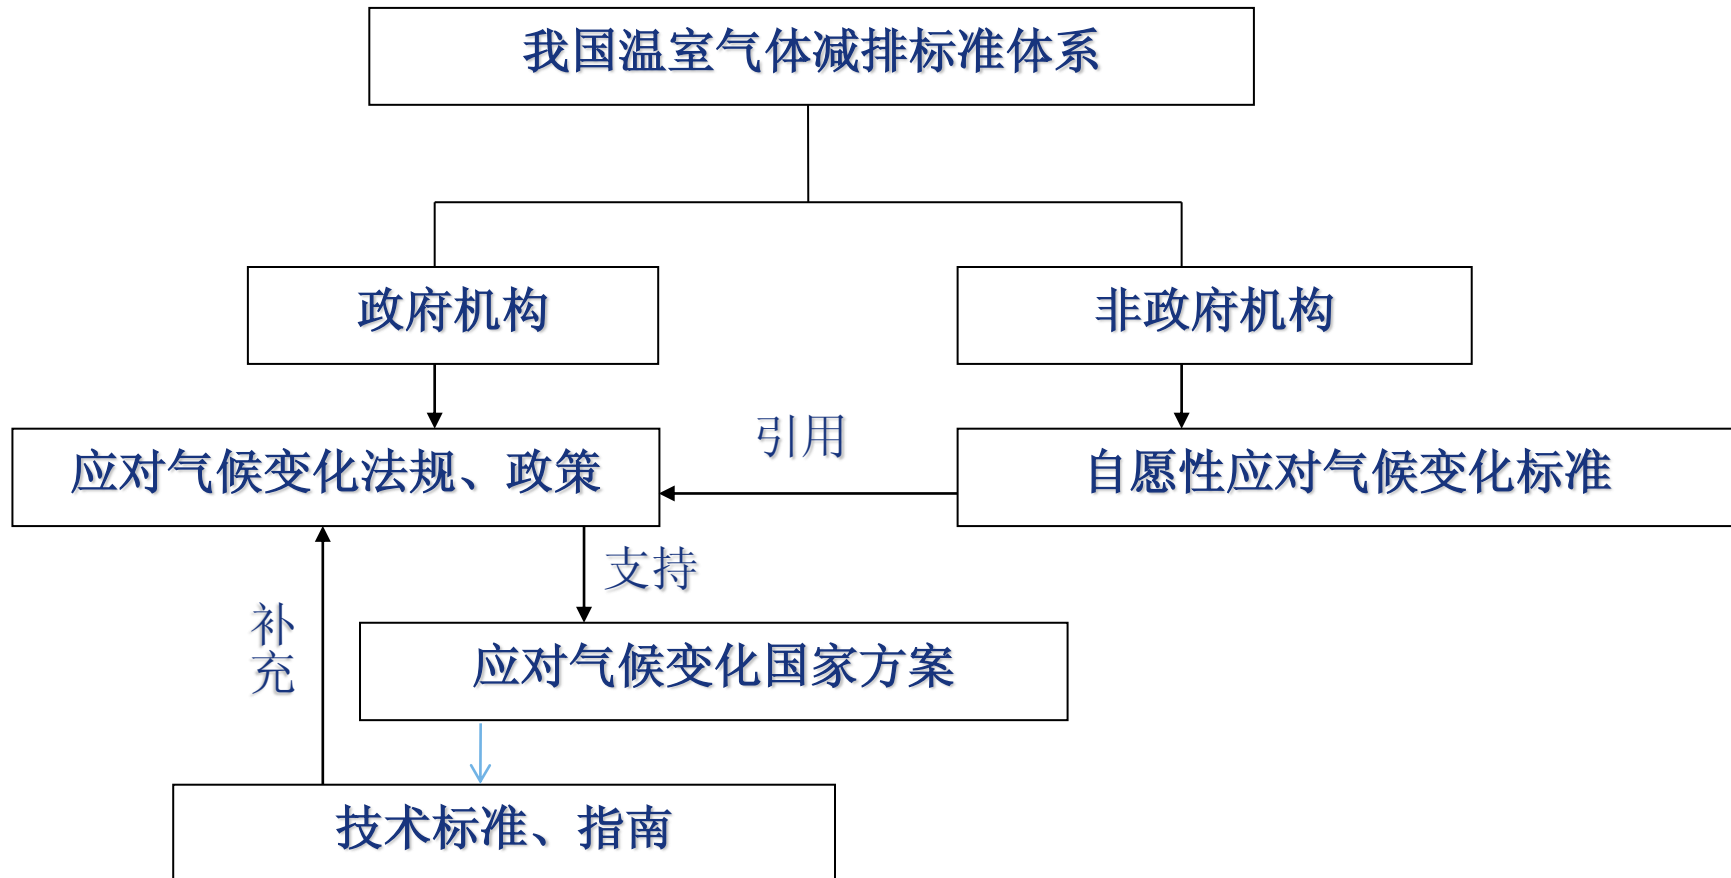 我国温室气体减排标准体系
政府机构
非政府机构
引用
应对气候变化法规、政策
自愿性应对气候变化标准
支持
补
充
应对气候变化国家方案
技术标准、指南